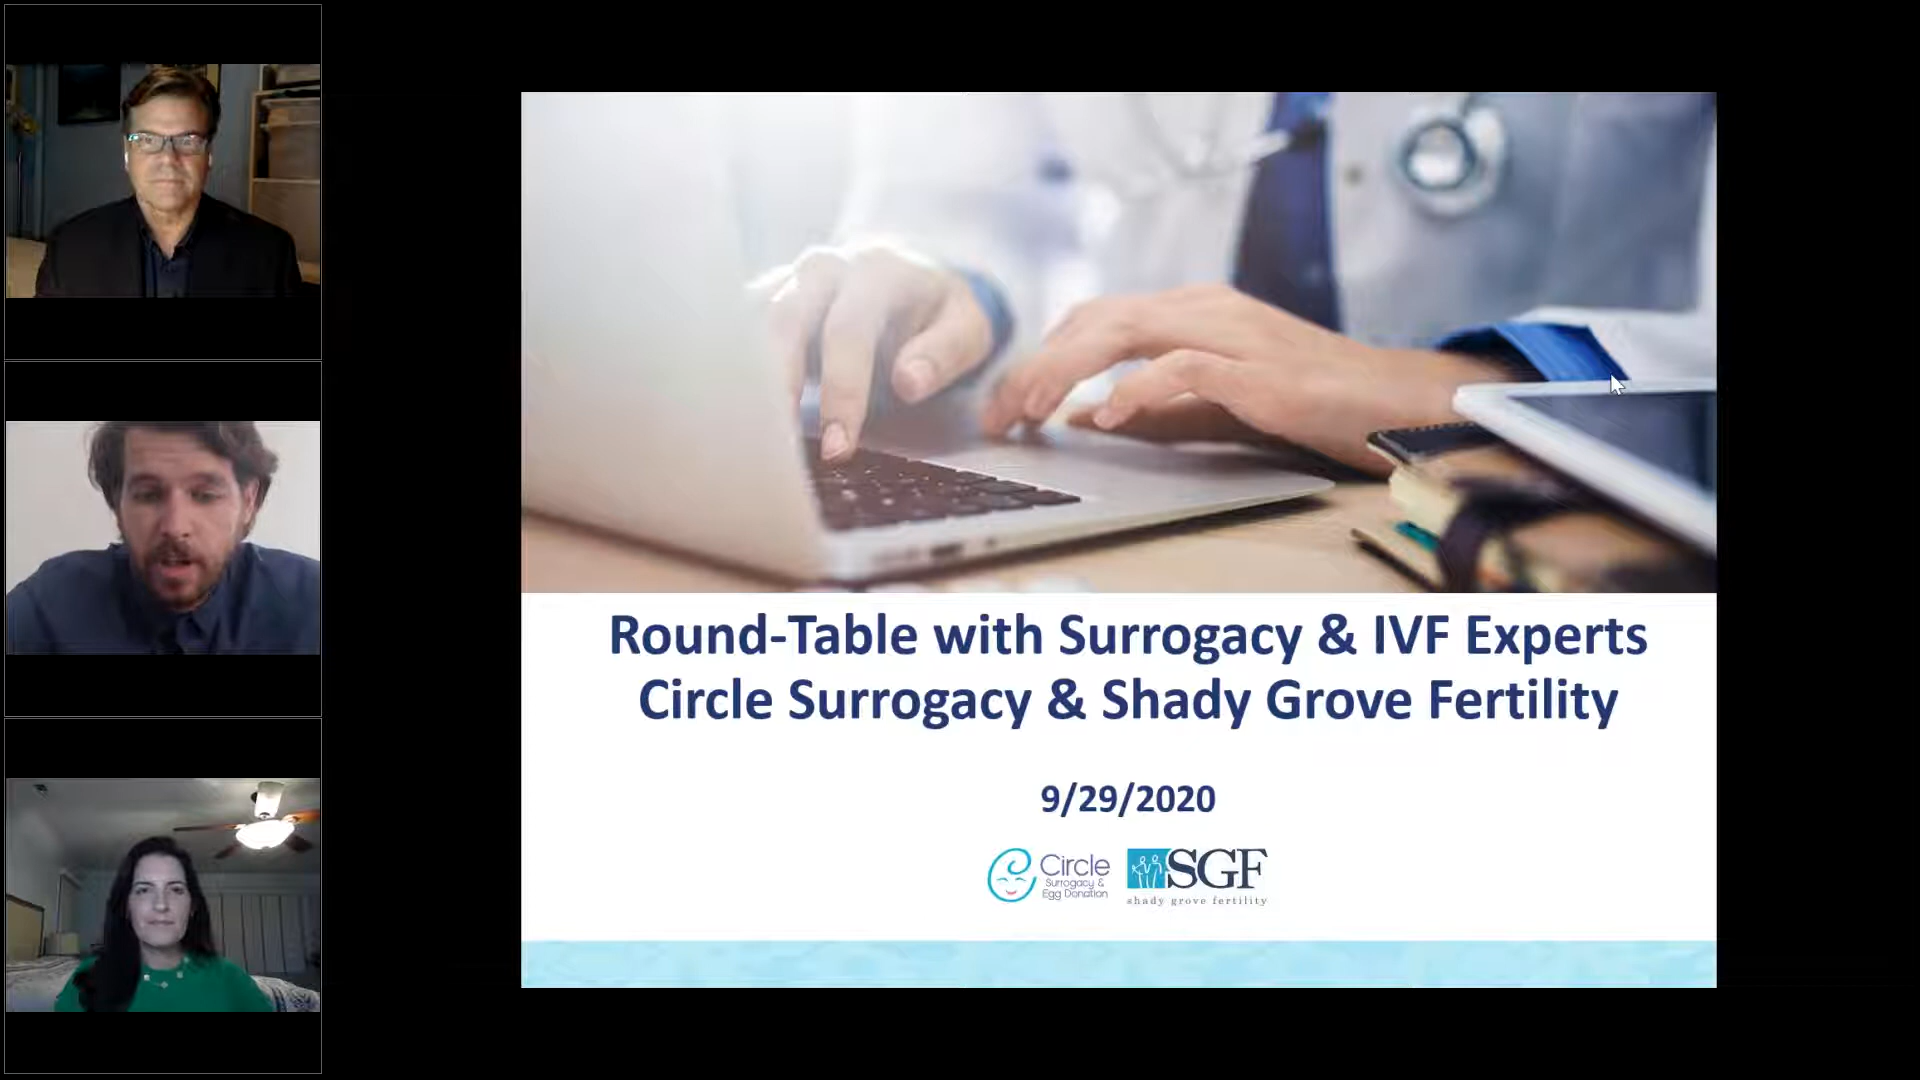 Round-Table with Surrogacy & IVF Experts
Circle Surrogacy & Shady Grove Fertility
9/29/2020
Circle
Surrogacy &
Egg Donation
SGF
shady grove fertility